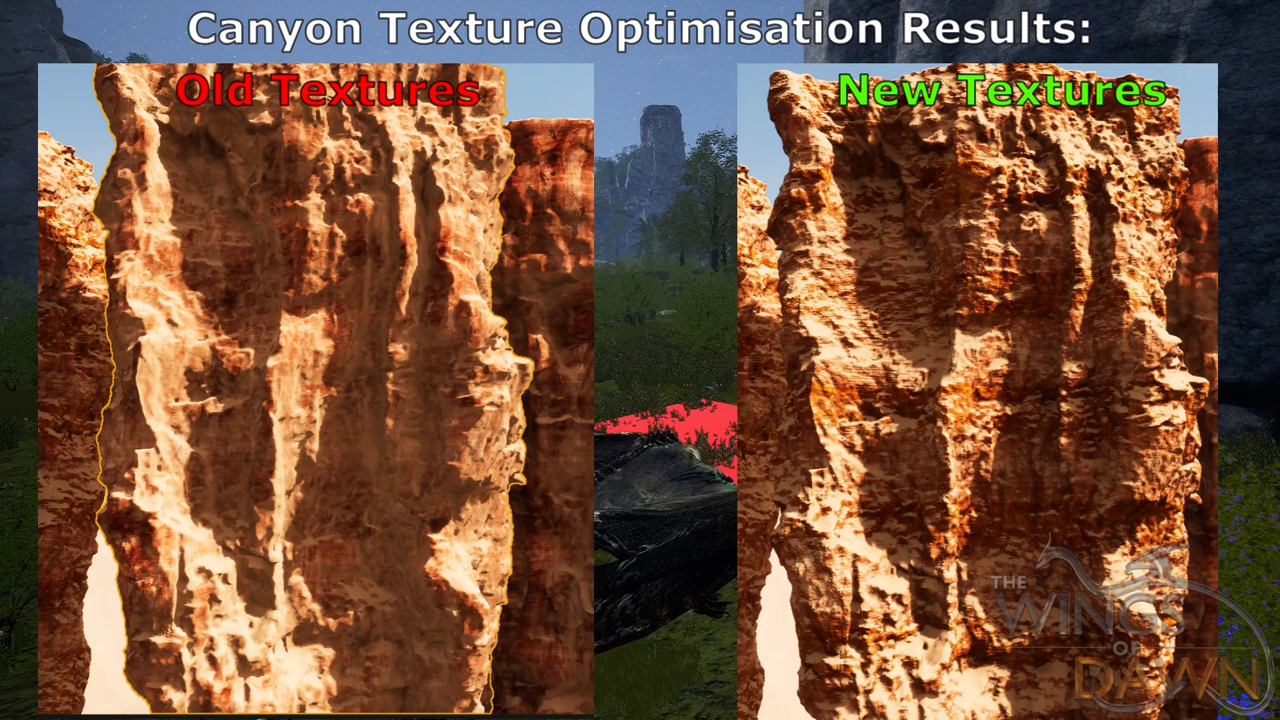 Canyon Texture Optimisation Results:
Old Textures
New Textures
THE
WINGS
OF
DAWN